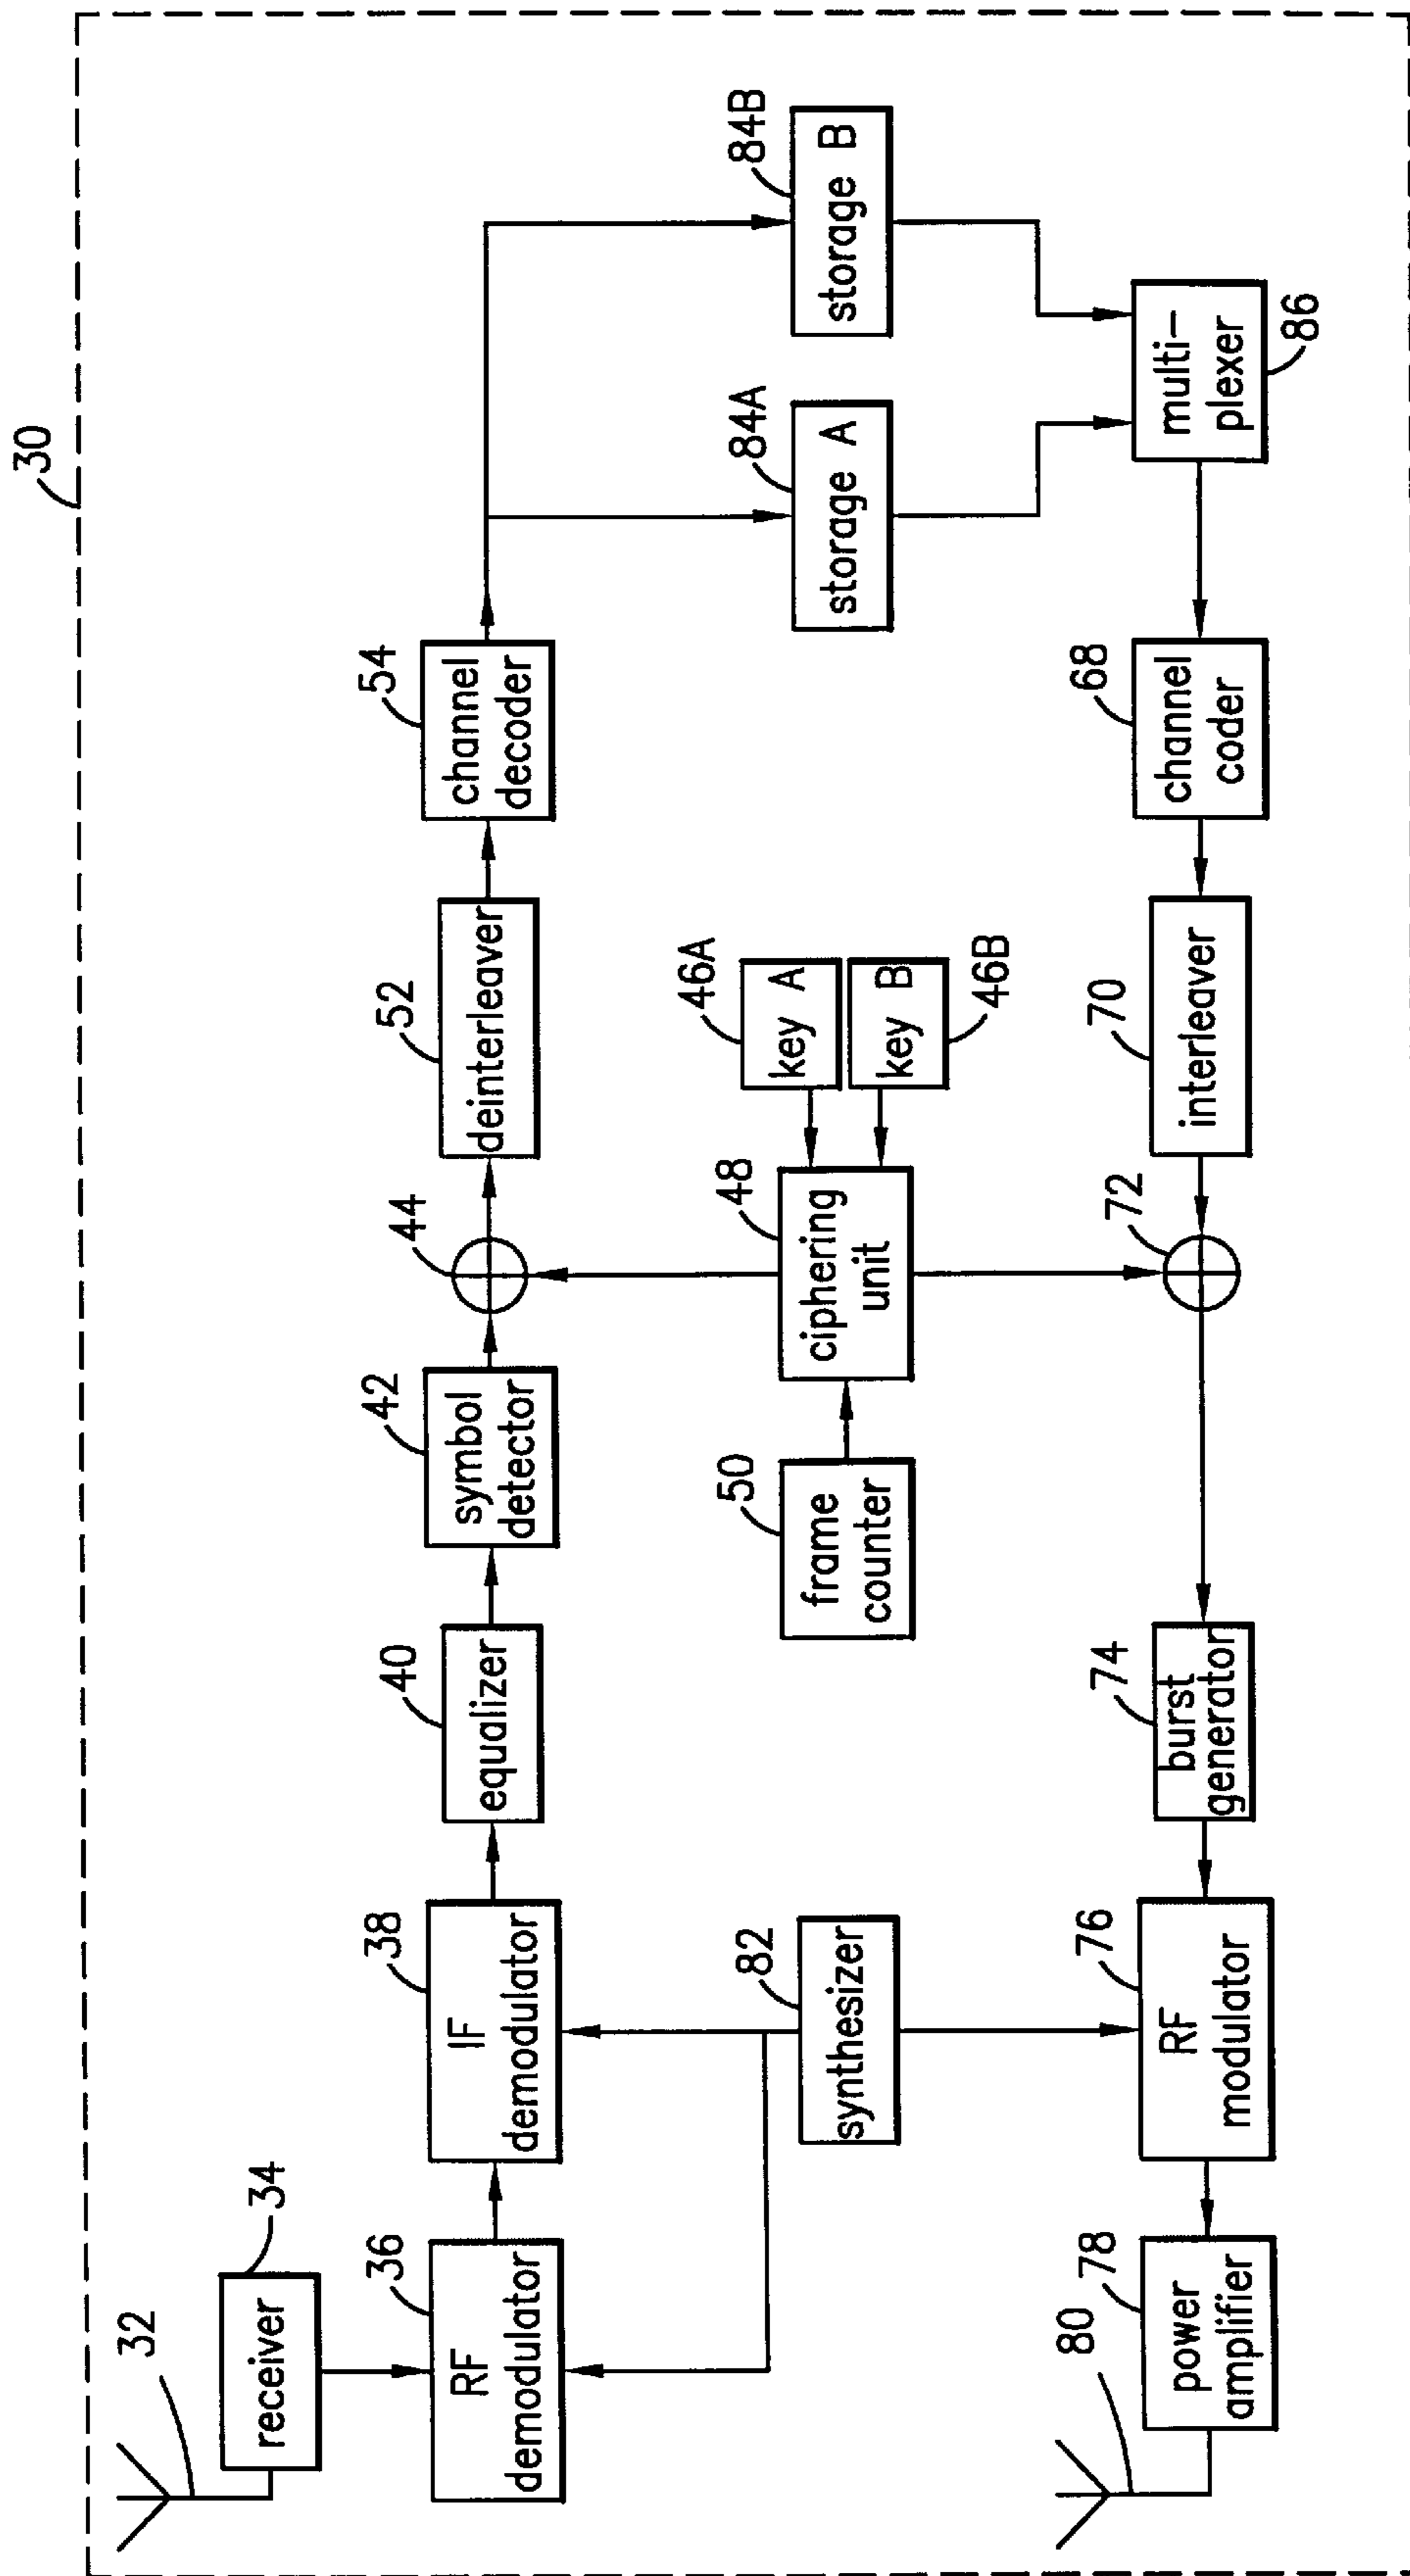 30
32
34
receiver
36
RF
demodulator
38
IF
demodulator
40
equalizer
42
symbol
detector
44
52
deinterleaver
54
channel
decoder
82
synthesizer
50
frame
counter
48
ciphering
unit
46A
key A
key B
46B
84A
storage A
84B
storage B
80
78
power
amplifier
76
RF
modulator
74
burst
generator
72
70
interleaver
68
channel
coder
multi-
plexer
86